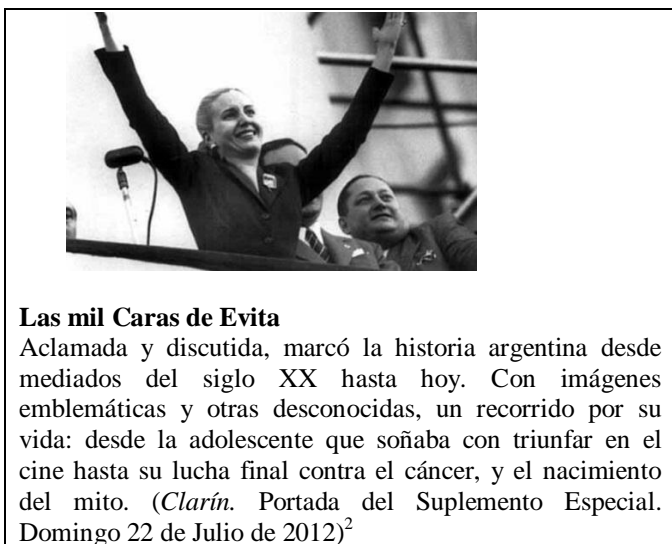 Las mil Caras de Evita
Aclamada y discutida, marcó la historia argentina desde
mediados del siglo XX hasta hoy. Con imágenes
emblemáticas y otras desconocidas, un recorrido por su
vida: desde la adolescente que soñaba con triunfar en el
cine hasta su lucha final contra el cáncer, y el nacimiento
del mito. (Clarín. Portada del Suplemento Especial.
Domingo 22 de Julio de 2012)2